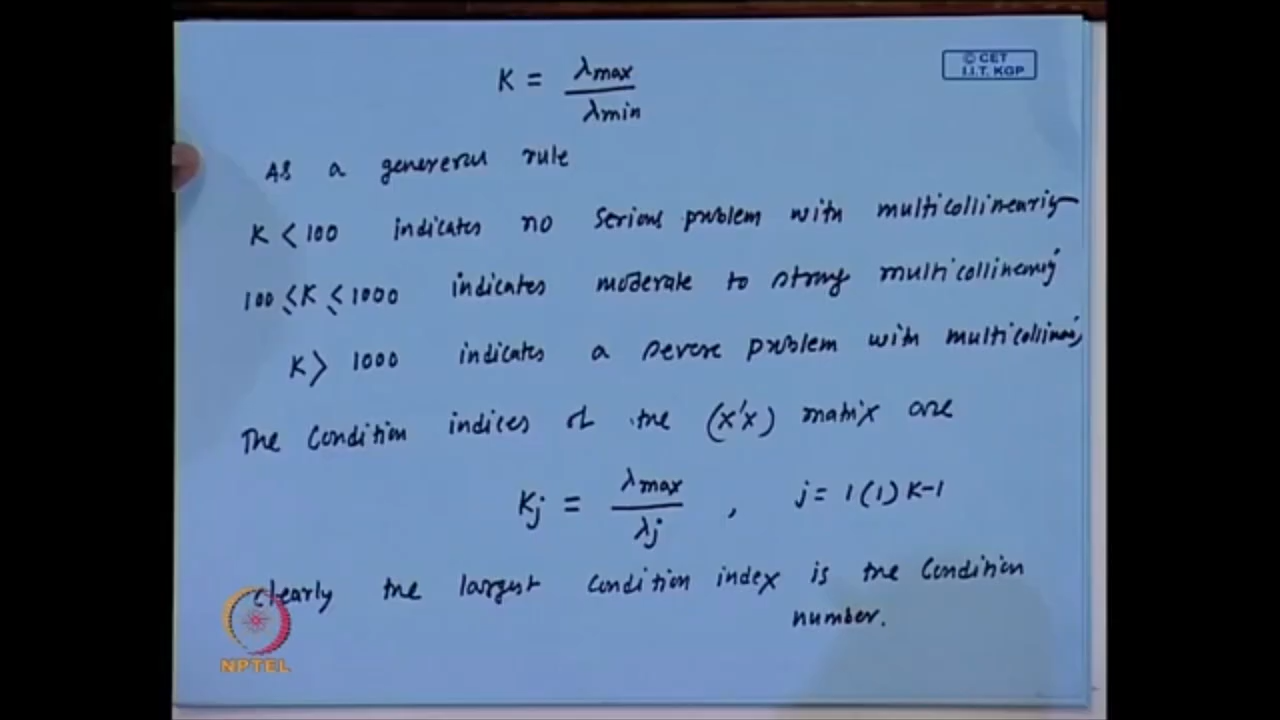 © CET
I.I.T. KGP
K = λmax / λmin
As a genererus rule
K < 100 indicates no serious problem with multicollinearity
100 ≤ K ≤ 1000 indicates moderate to strong multicollinearity
K > 1000 indicates a severe problem with multicollinearity
The Condition indices of the (X'X) matrix are
Kj = λmax / λj , j = 1(1)K-1
clearly the largest condition index is the condition
number.
NPTEL